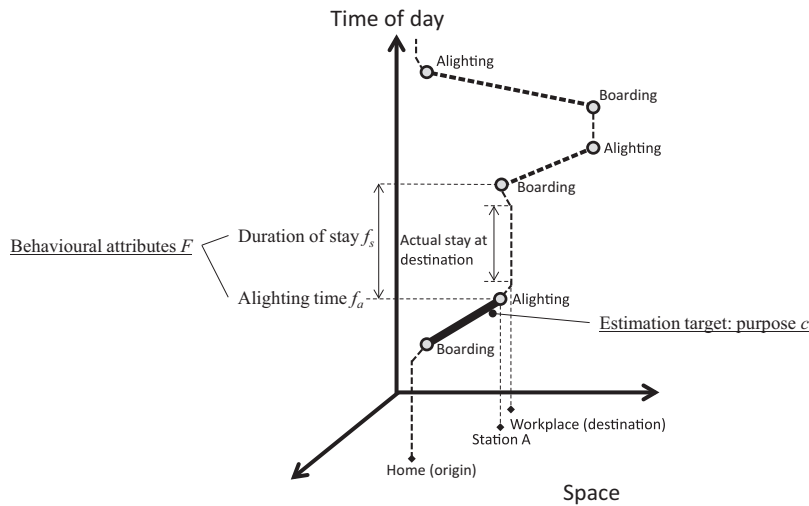 Time of day
Alighting
Boarding
Alighting
Boarding
Behavioural attributes F
Duration of stay fs
Actual stay at
destination
Alighting time fa
Alighting
Estimation target: purpose c
Boarding
Workplace (destination)
Station A
Home (origin)
Space